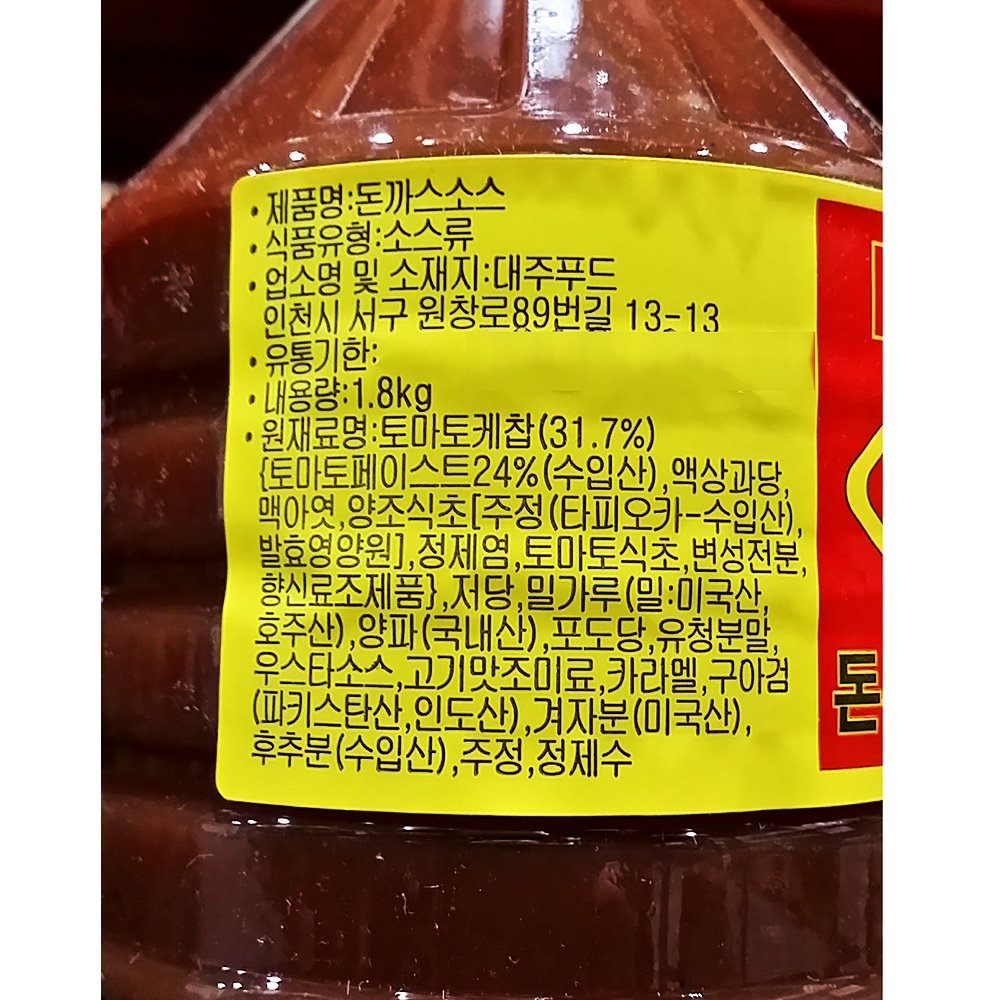 · 제품명:돈까스소스
· 식품유형:소스류
· 업소명 및 소재지:대주푸드
인천시 서구 원창로89번길 13-13
· 유통기한:
· 내용량:1.8kg
· 원재료명:토마토케찹(31.7%)
{토마토페이스트24%(수입산),액상과당,
맥아엿,양조식초[주정(타피오카-수입산),
발효영양원],정제염,토마토식초,변성전분,
향신료조제품},저당,밀가루(밀:미국산,
호주산),양파(국내산),포도당,유청분말,
우스타소스,고기맛조미료,카라멜,구아검
(파키스탄산,인도산),겨자분(미국산),
후추분(수입산),주정,정제수
돈